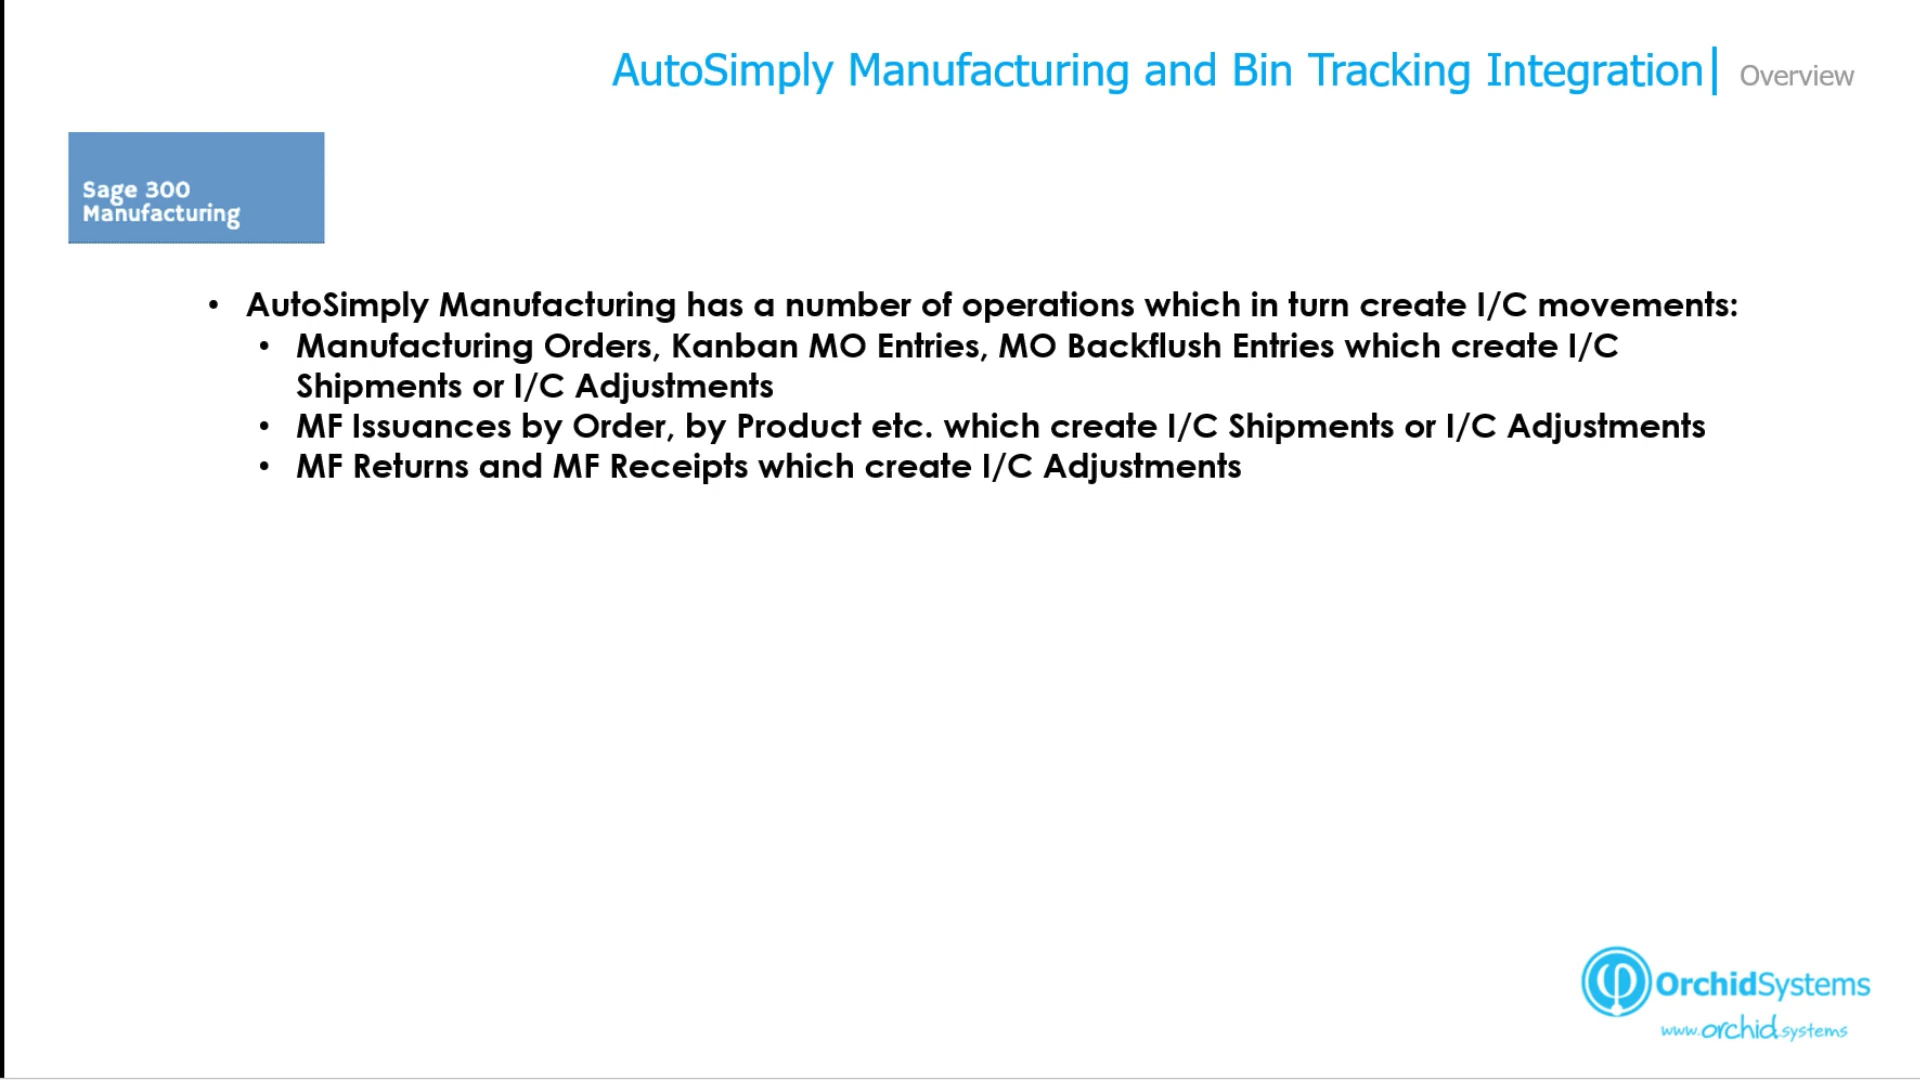 AutoSimply Manufacturing and Bin Tracking Integration| Overview
Sage 300
Manufacturing
• AutoSimply Manufacturing has a number of operations which in turn create I/C movements:
• Manufacturing Orders, Kanban MO Entries, MO Backflush Entries which create I/C
Shipments or I/C Adjustments
• MF Issuances by Order, by Product etc. which create I/C Shipments or I/C Adjustments
• MF Returns and MF Receipts which create I/C Adjustments
OrchidSystems
www.orchid.systems